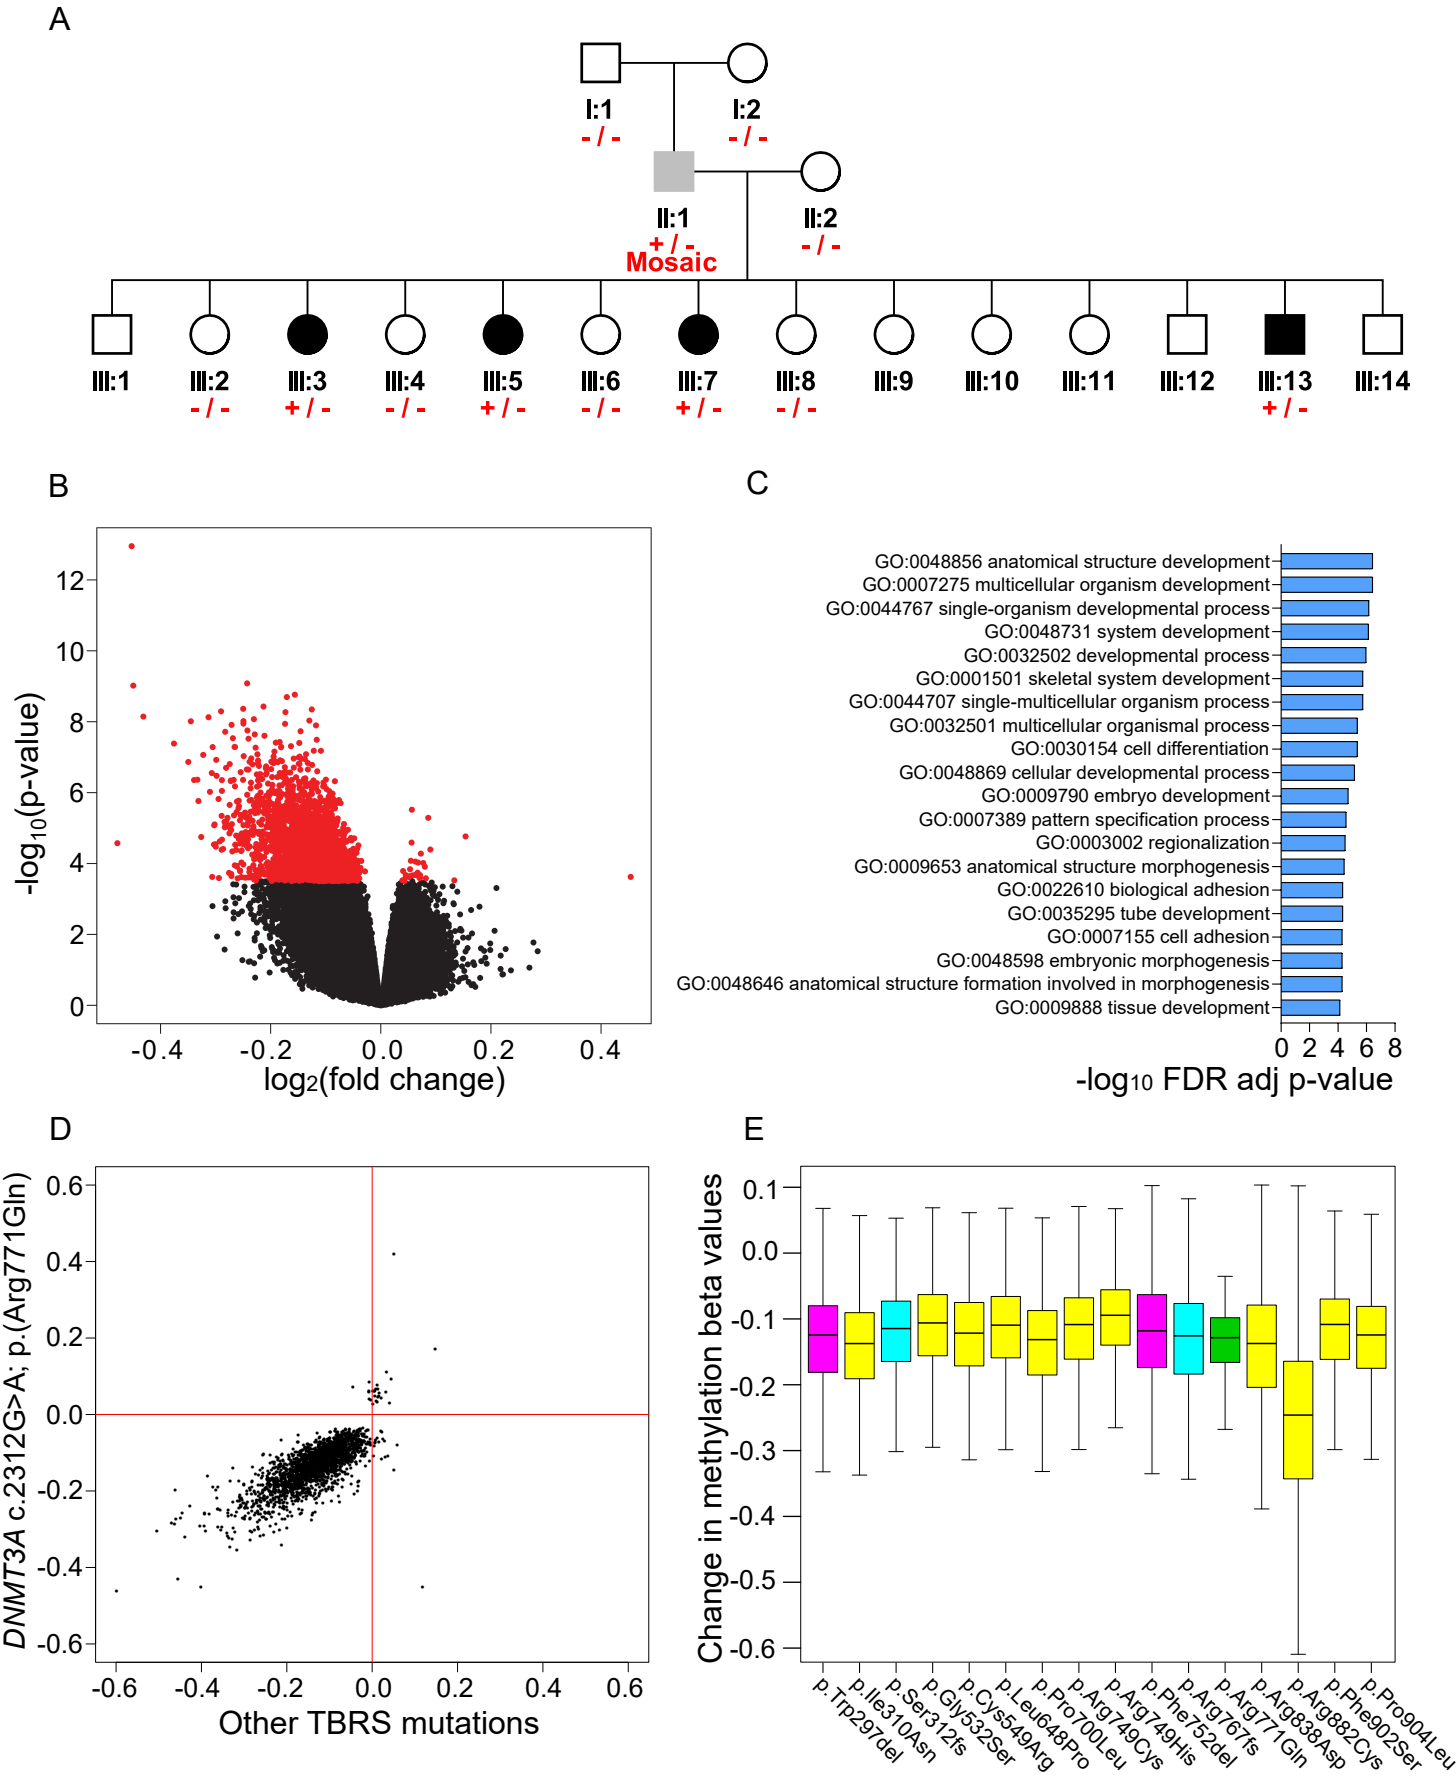 A
I:1
I:2
- / -
- / -
II:1
II:2
+ / -
- / -
Mosaic
III:1
III:2
III:3
III:4
III:5
III:6
III:7
III:8
III:9
III:10
III:11
III:12
III:13
III:14
- / -
+ / -
- / -
+ / -
- / -
+ / -
- / -
+ / -
B
-log10(p-value)
12
10
8
6
4
2
0
-0.4
-0.2
0.0
0.2
0.4
log2(fold change)
C
GO:0048856 anatomical structure development
GO:0007275 multicellular organism development
GO:0044767 single-organism developmental process
GO:0048731 system development
GO:0032502 developmental process
GO:0001501 skeletal system development
GO:0044707 single-multicellular organism process
GO:0032501 multicellular organismal process
GO:0030154 cell differentiation
GO:0048869 cellular developmental process
GO:0009790 embryo development
GO:0007389 pattern specification process
GO:0003002 regionalization
GO:0009653 anatomical structure morphogenesis
GO:0022610 biological adhesion
GO:0035295 tube development
GO:0007155 cell adhesion
GO:0048598 embryonic morphogenesis
GO:0048646 anatomical structure formation involved in morphogenesis
GO:0009888 tissue development
0 2 4 6 8
-log10 FDR adj p-value
D
DNMT3A c.2312G>A; p.(Arg771Gln)
0.6
0.4
0.2
0.0
-0.2
-0.4
-0.6
-0.6
-0.4
-0.2
0.0
0.2
0.4
0.6
Other TBRS mutations
E
Change in methylation beta values
0.1
0.0
-0.1
-0.2
-0.3
-0.4
-0.5
-0.6
p.Trp297del
p.Ile310Asn
p.Ser312fs
p.Gly532Ser
p.Cys549Arg
p.Leu648Pro
p.Pro700Leu
p.Arg749Cys
p.Arg749His
p.Phe752del
p.Arg767fs
p.Arg771Gln
p.Arg838Asp
p.Arg882Cys
p.Phe902Ser
p.Pro904Leu